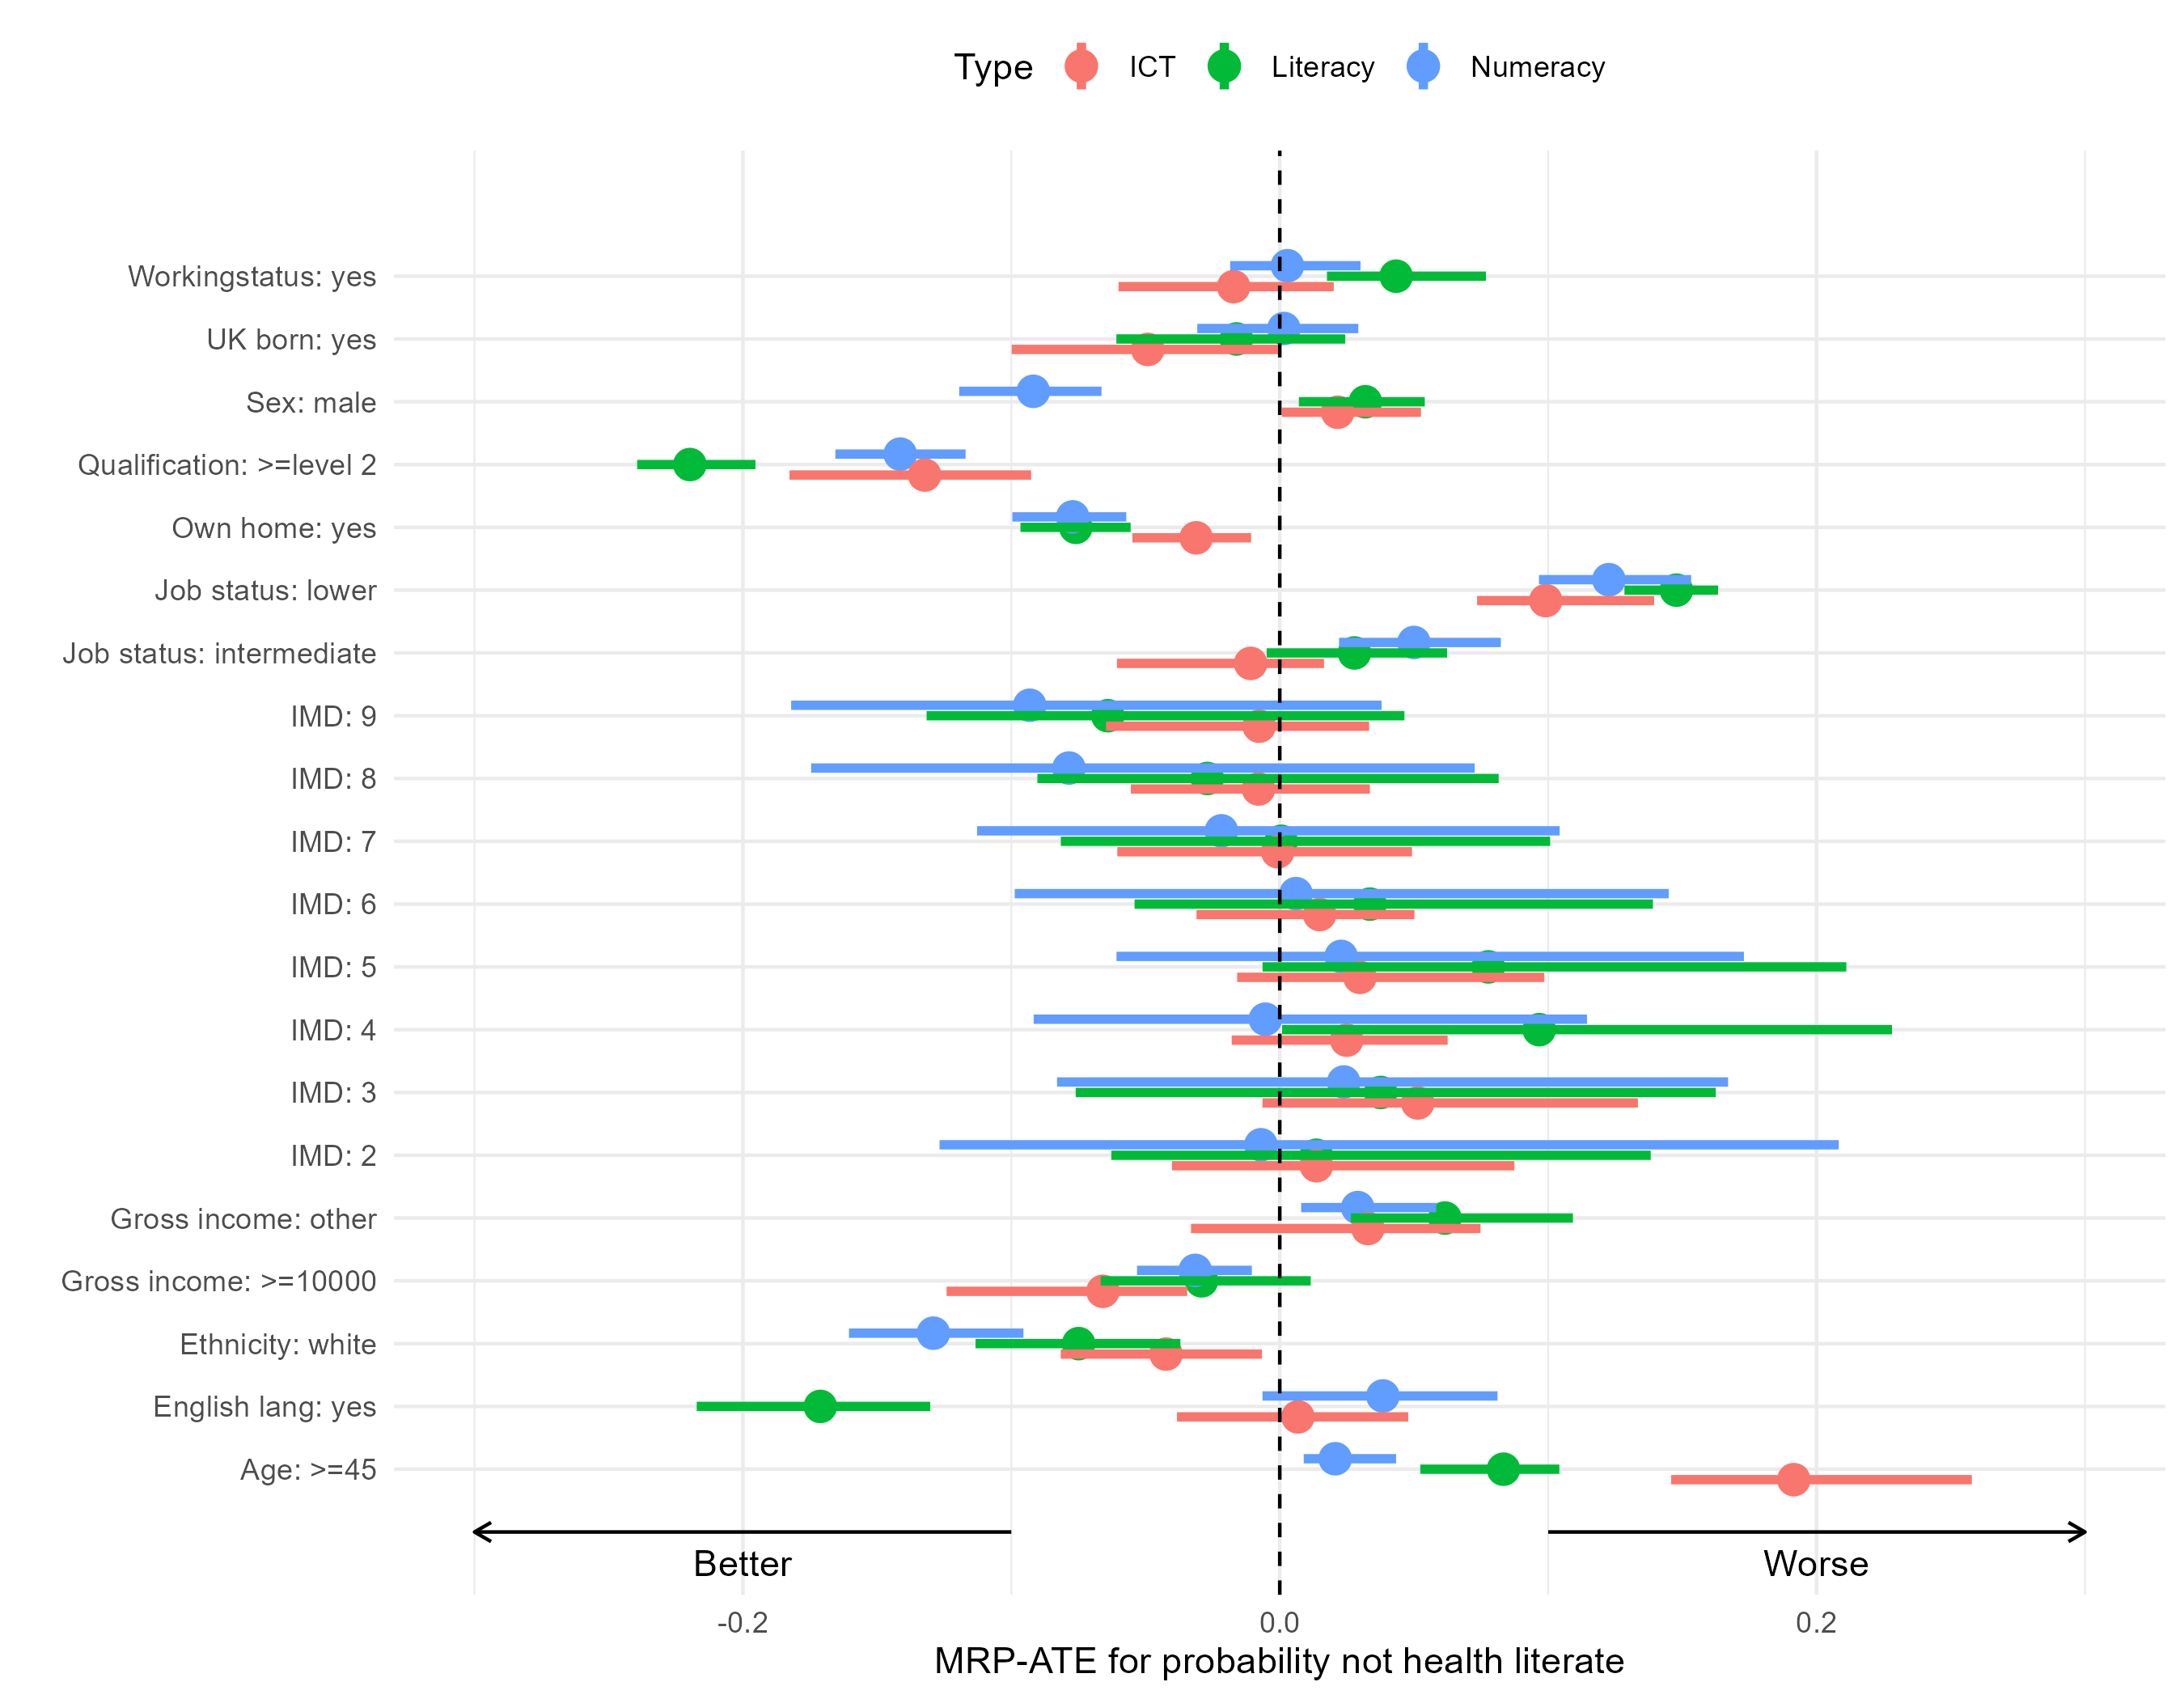 Type ICT Literacy Numeracy
Workingstatus: yes
UK born: yes
Sex: male
Qualification: >=level 2
Own home: yes
Job status: lower
Job status: intermediate
IMD: 9
IMD: 8
IMD: 7
IMD: 6
IMD: 5
IMD: 4
IMD: 3
IMD: 2
Gross income: other
Gross income: >=10000
Ethnicity: white
English lang: yes
Age: >=45
Better Worse
-0.2 0.0 0.2
MRP-ATE for probability not health literate